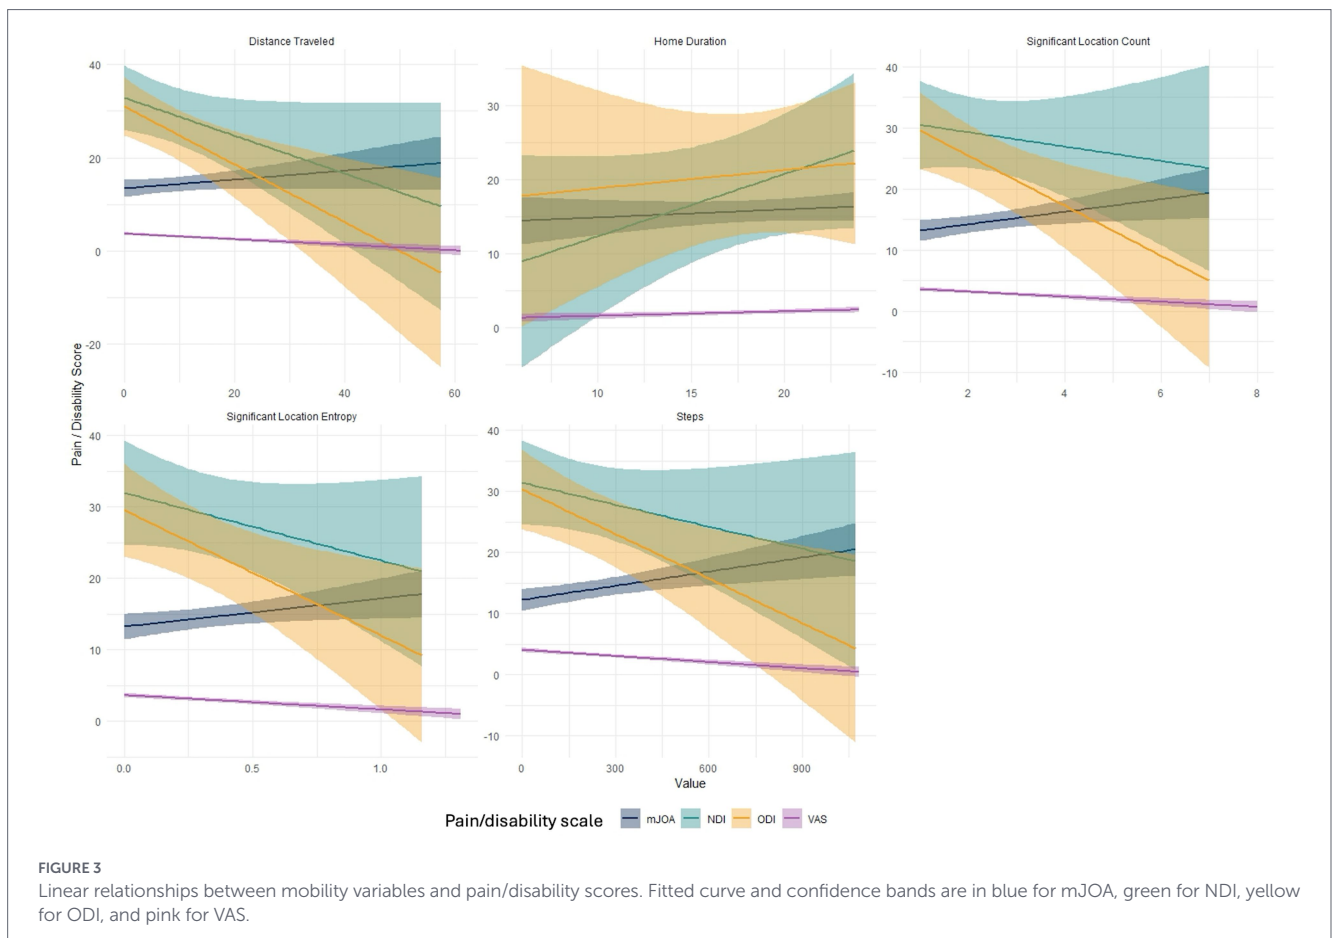 Distance Traveled
Home Duration
Significant Location Count
40
20
0
-20
0 20 40 60
30
20
10
0
10 15 20
40
30
20
10
0
-10
2 4 6 8
Pain / Disability Score
Significant Location Entropy
Steps
40
30
20
10
0
0.0 0.5 1.0
40
30
20
10
0
-10
0 300 600 900
Value
Pain/disability scale mJOA NDI ODI VAS
FIGURE 3
Linear relationships between mobility variables and pain/disability scores. Fitted curve and confidence bands are in blue for mJOA, green for NDI, yellow
for ODI, and pink for VAS.